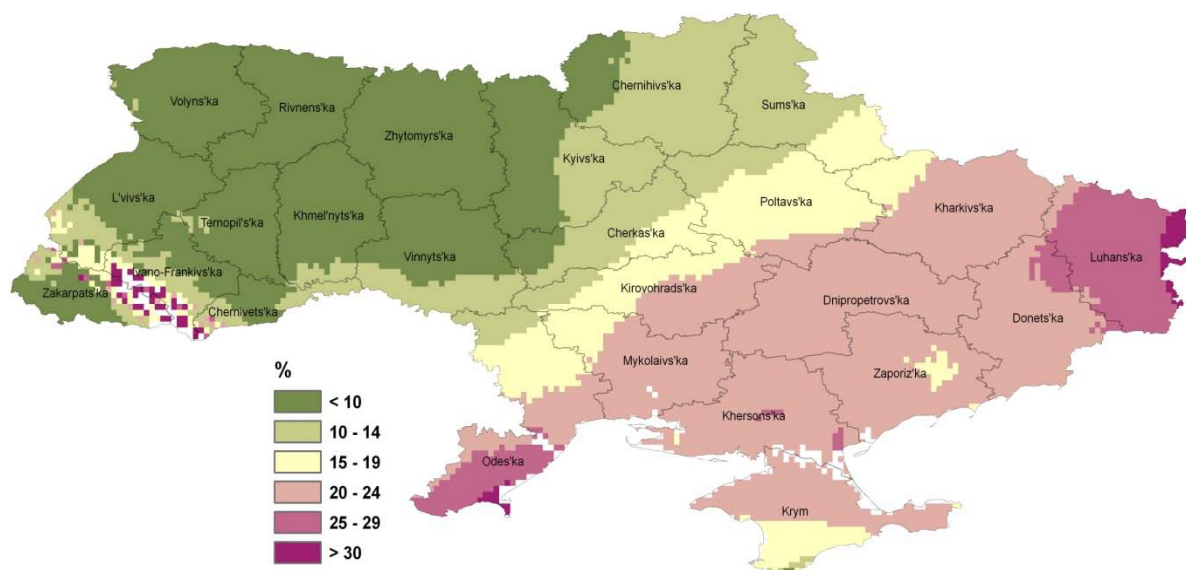 Volyns'ka
Rivnens'ka
Zhytomyrs'ka
Chernihivs'ka
Sums'ka
Kyivs'ka
L'vivs'ka
Ternopil's'ka
Khmel'nyts'ka
Vinnyts'ka
Cherkas'ka
Poltavs'ka
Kharkivs'ka
Luhans'ka
Ivano-Frankivs'ka
Zakarpats'ka
Chernivets'ka
Kirovohrads'ka
Dnipropetrovs'ka
Donets'ka
Mykolaivs'ka
Zaporiz'ka
Khersons'ka
Odes'ka
Krym
%
< 10
10 - 14
15 - 19
20 - 24
25 - 29
> 30